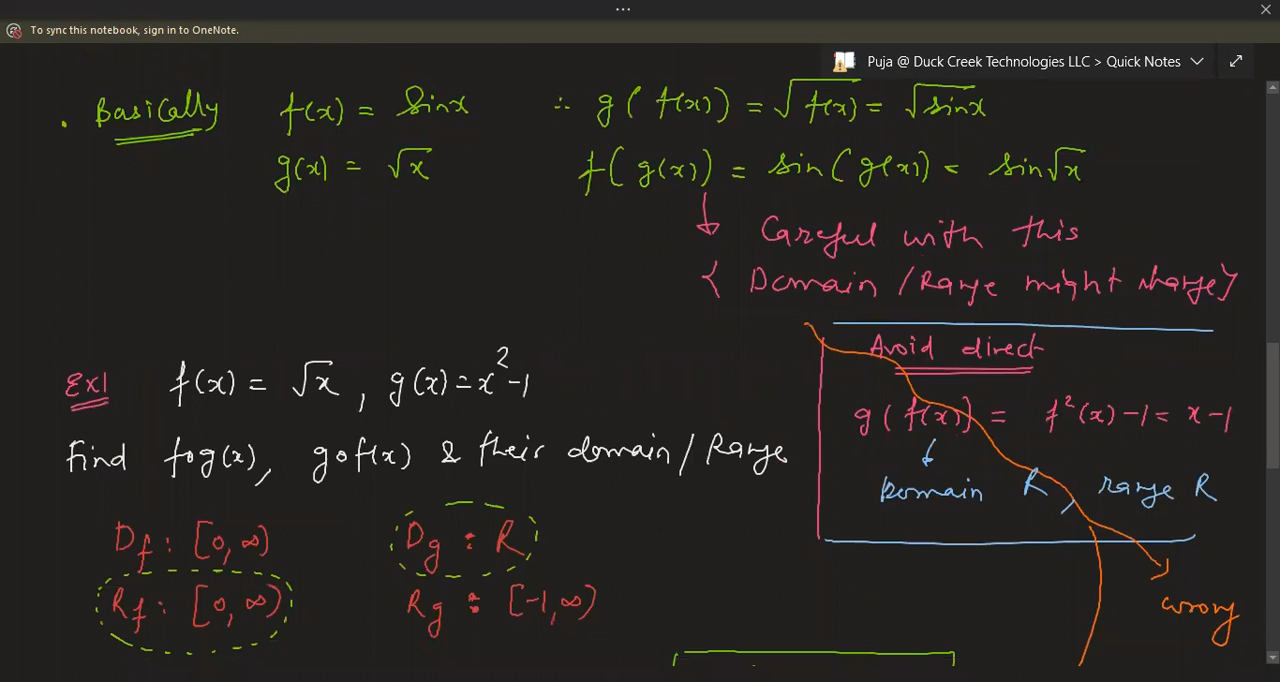 ...
To sync this notebook, sign in to OneNote.
Puja @ Duck Creek Technologies LLC > Quick Notes
. Basically f(x) = sinx ∴ g(f(x)) = √f(x) = √sinx
g(x) = √x f(g(x)) = sin(g(x)) = sin√x
↓ Careful with this
{ Domain / Range might change }
Ex1 f(x) = √x , g(x) = x²-1
Find fog(x), gof(x) & their domain / Range
Df : [0, ∞) Dg : R
Rf : [0, ∞) Rg : [-1, ∞)
Avoid direct
g(f(x)) = f²(x) -1 = x-1
↓
Domain R, range R
wrong